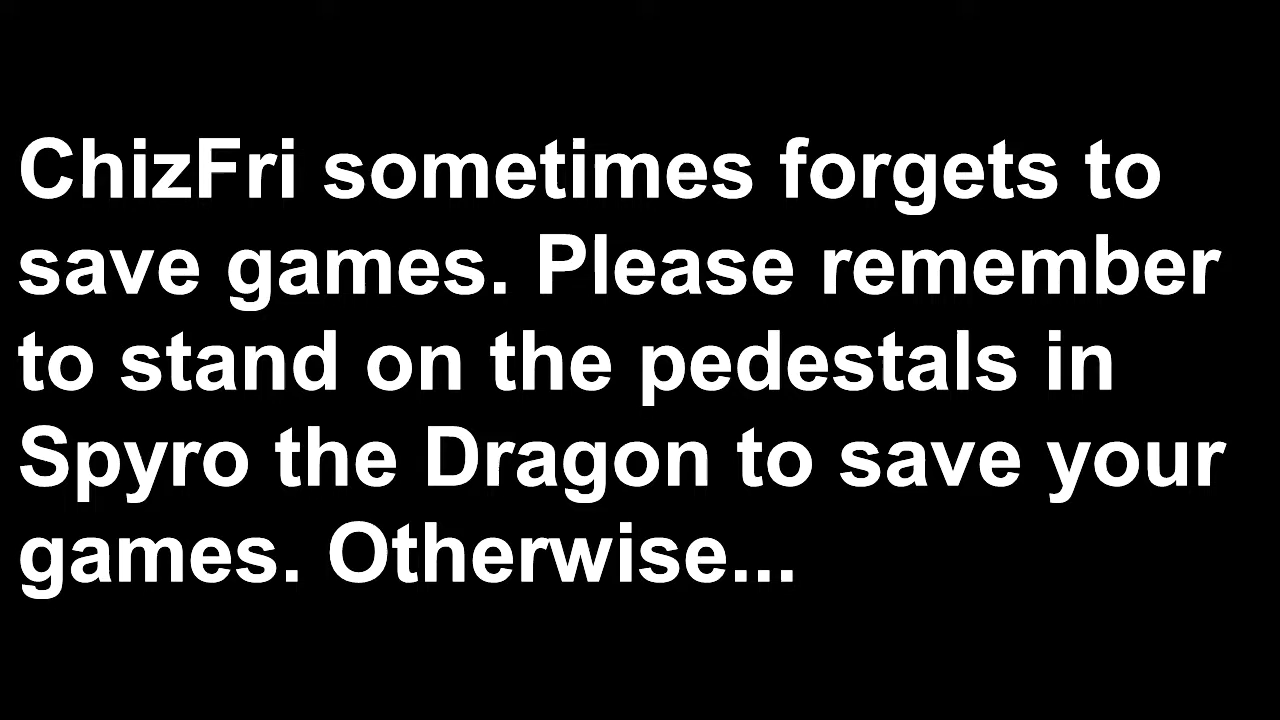 ChizFri sometimes forgets to
save games. Please remember
to stand on the pedestals in
Spyro the Dragon to save your
games. Otherwise...